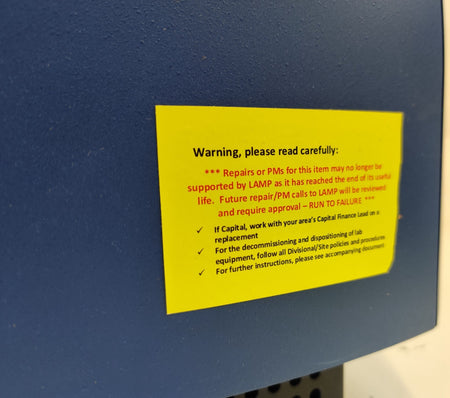 Warning, please read carefully:
*** Repairs or PMs for this item may no longer be
supported by LAMP as it has reached the end of its useful
life. Future repair/PM calls to LAMP will be reviewed
and require approval – RUN TO FAILURE ***
✓ If Capital, work with your area's Capital Finance Lead on a
replacement
✓ For the decommissioning and dispositioning of lab
equipment, follow all Divisional/Site policies and procedures
✓ For further instructions, please see accompanying document